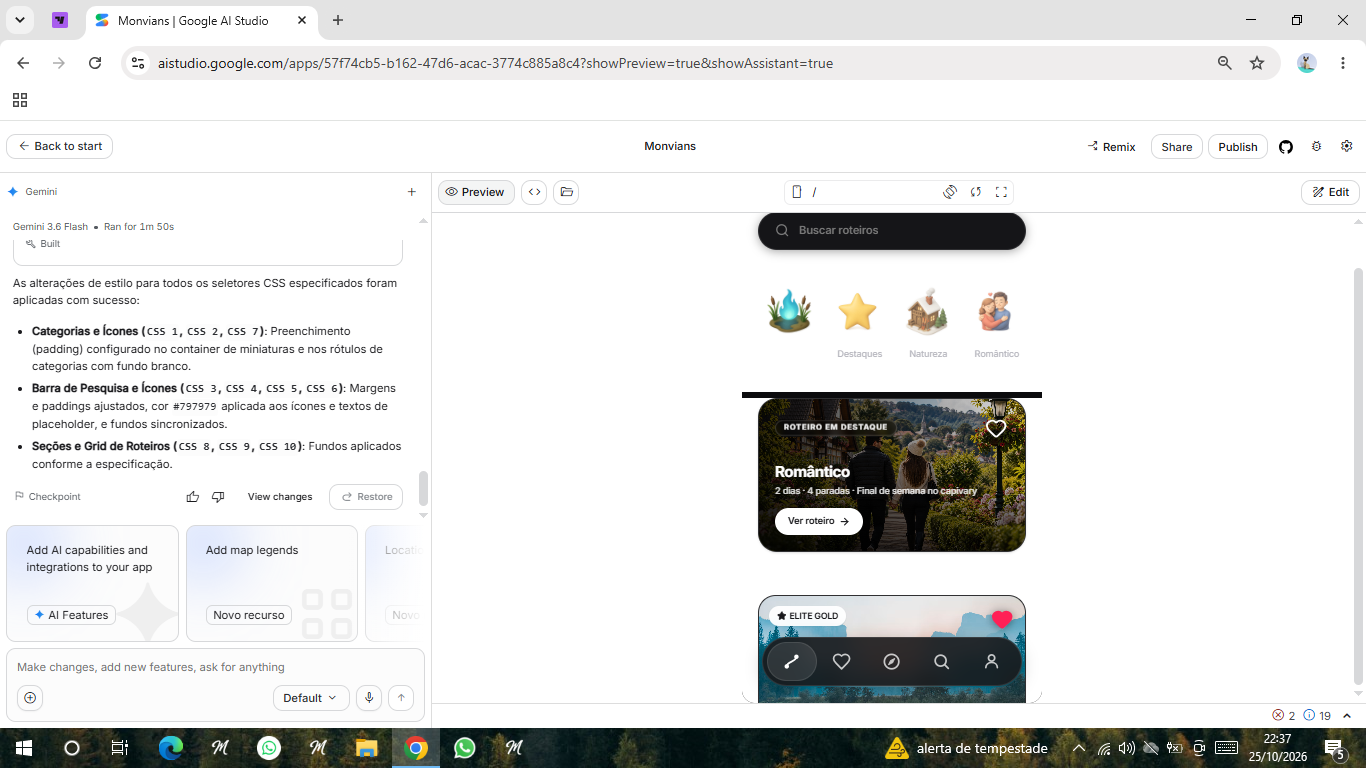 Monvians | Google AI Studio
aistudio.google.com/apps/57f74cb5-b162-47d6-acac-3774c885a8c4?showPreview=true&showAssistant=true
Back to start
Monvians
Remix
Share
Publish
Gemini
Preview
/
Edit
Gemini 3.6 Flash • Ran for 1m 50s
Built
As alterações de estilo para todos os seletores CSS especificados foram
aplicadas com sucesso:
• Categorias e Ícones (CSS 1, CSS 2, CSS 7): Preenchimento
(padding) configurado no container de miniaturas e nos rótulos de
categorias com fundo branco.
• Barra de Pesquisa e Ícones (CSS 3, CSS 4, CSS 5, CSS 6): Margens
e paddings ajustados, cor #797979 aplicada aos ícones e textos de
placeholder, e fundos sincronizados.
• Seções e Grid de Roteiros (CSS 8, CSS 9, CSS 10): Fundos aplicados
conforme a especificação.
Checkpoint
View changes
Restore
Add AI capabilities and
integrations to your app
AI Features
Add map legends
Novo recurso
Locatio
Novo
Make changes, add new features, ask for anything
Default
Buscar roteiros
Destaques
Natureza
Romântico
ROTEIRO EM DESTAQUE
Romântico
2 dias · 4 paradas · Final de semana no capivary
Ver roteiro →
ELITE GOLD
2
19
alerta de tempestade
22:37
25/10/2026
5